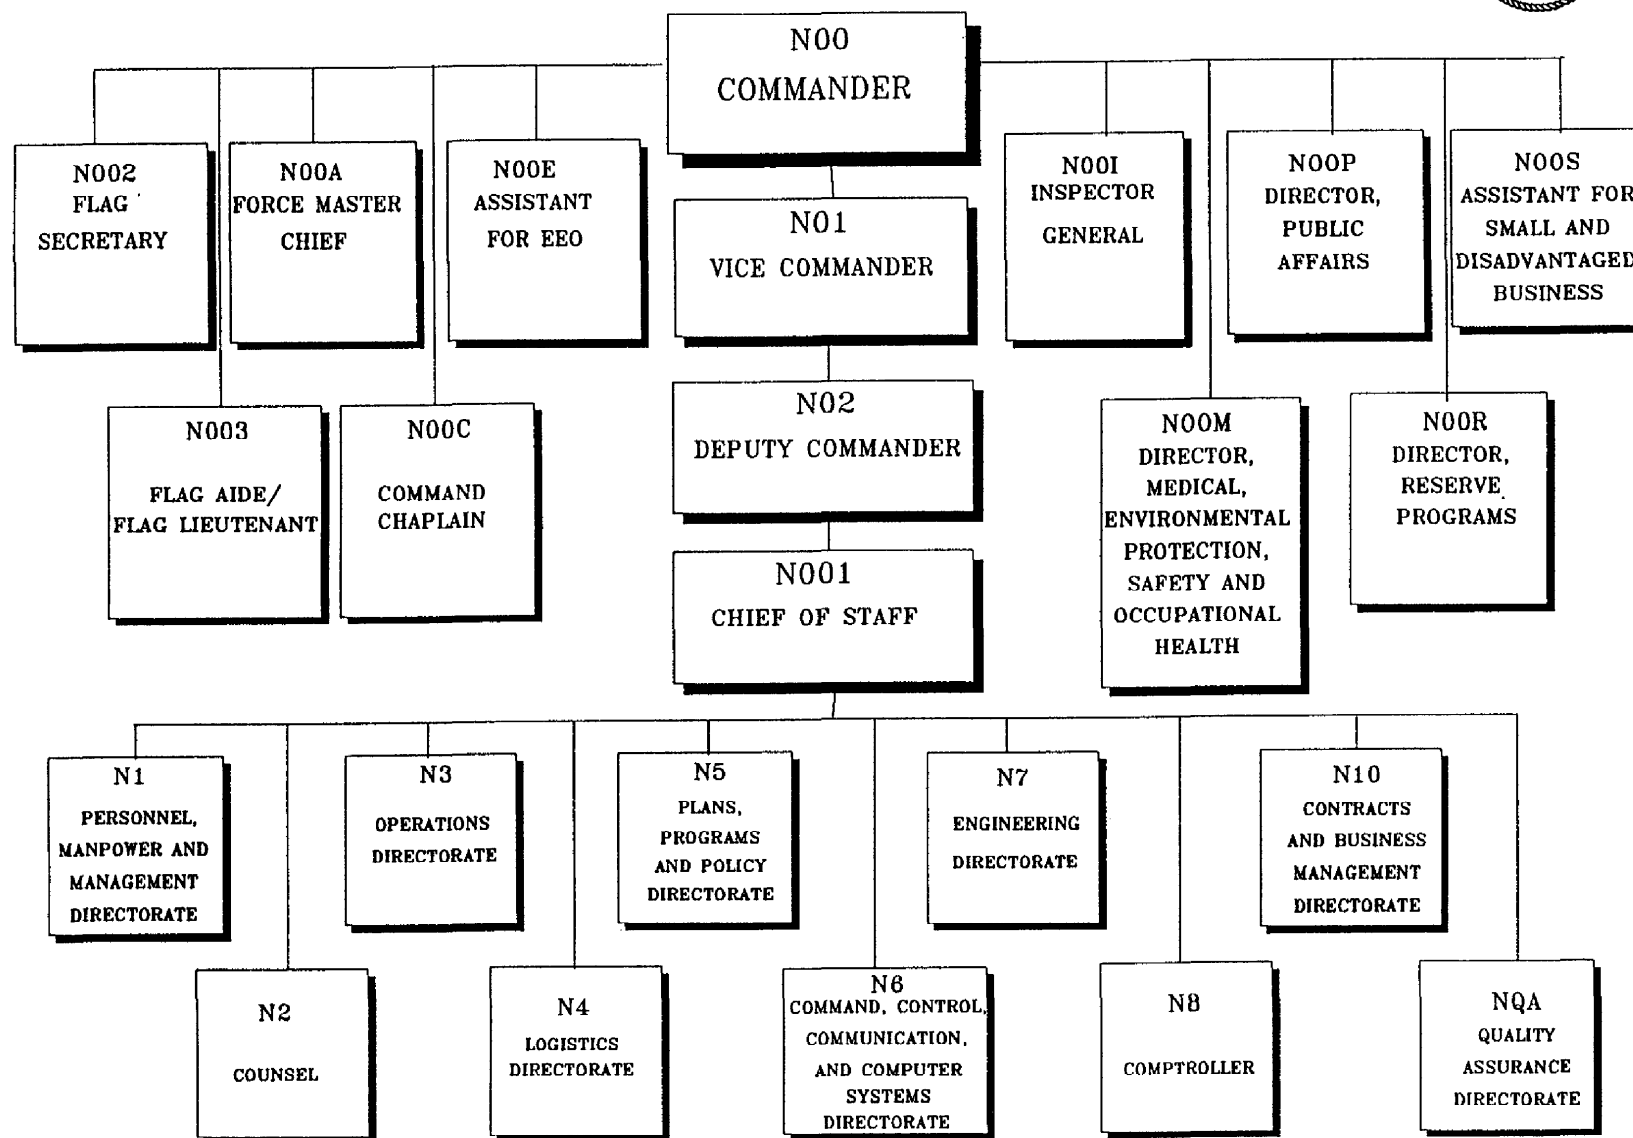 N00
COMMANDER
N002
FLAG
SECRETARY
N00A
FORCE MASTER
CHIEF
N00E
ASSISTANT
FOR EEO
N01
VICE COMMANDER
N00I
INSPECTOR
GENERAL
N00P
DIRECTOR,
PUBLIC
AFFAIRS
N00S
ASSISTANT FOR
SMALL AND
DISADVANTAGED
BUSINESS
N003
FLAG AIDE/
FLAG LIEUTENANT
N00C
COMMAND
CHAPLAIN
N02
DEPUTY COMMANDER
N00M
DIRECTOR,
MEDICAL,
ENVIRONMENTAL
PROTECTION,
SAFETY AND
OCCUPATIONAL
HEALTH
N00R
DIRECTOR,
RESERVE
PROGRAMS
N001
CHIEF OF STAFF
N1
PERSONNEL,
MANPOWER AND
MANAGEMENT
DIRECTORATE
N3
OPERATIONS
DIRECTORATE
N5
PLANS,
PROGRAMS
AND POLICY
DIRECTORATE
N7
ENGINEERING
DIRECTORATE
N10
CONTRACTS
AND BUSINESS
MANAGEMENT
DIRECTORATE
N2
COUNSEL
N4
LOGISTICS
DIRECTORATE
N6
COMMAND, CONTROL,
COMMUNICATION,
AND COMPUTER
SYSTEMS
DIRECTORATE
N8
COMPTROLLER
NQA
QUALITY
ASSURANCE
DIRECTORATE